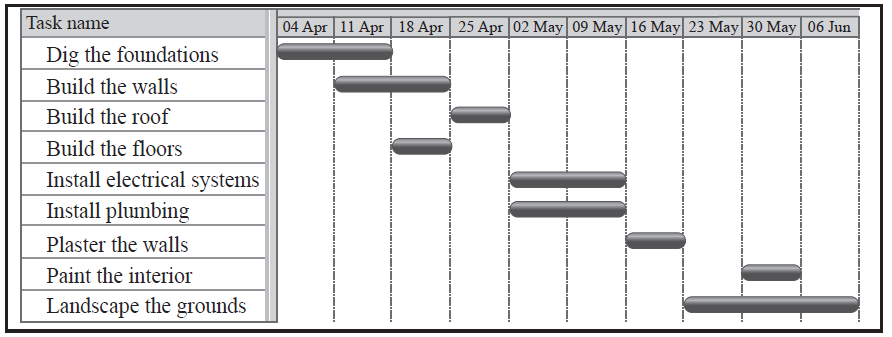 Task name
04 Apr 11 Apr 18 Apr 25 Apr 02 May 09 May 16 May 23 May 30 May 06 Jun
Dig the foundations
Build the walls
Build the roof
Build the floors
Install electrical systems
Install plumbing
Plaster the walls
Paint the interior
Landscape the grounds